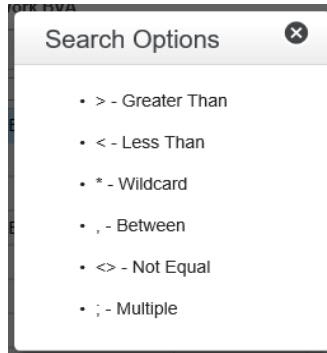 ork BVA
Search Options
• > - Greater Than
• < - Less Than
• * - Wildcard
• , - Between
• <> - Not Equal
• ; - Multiple